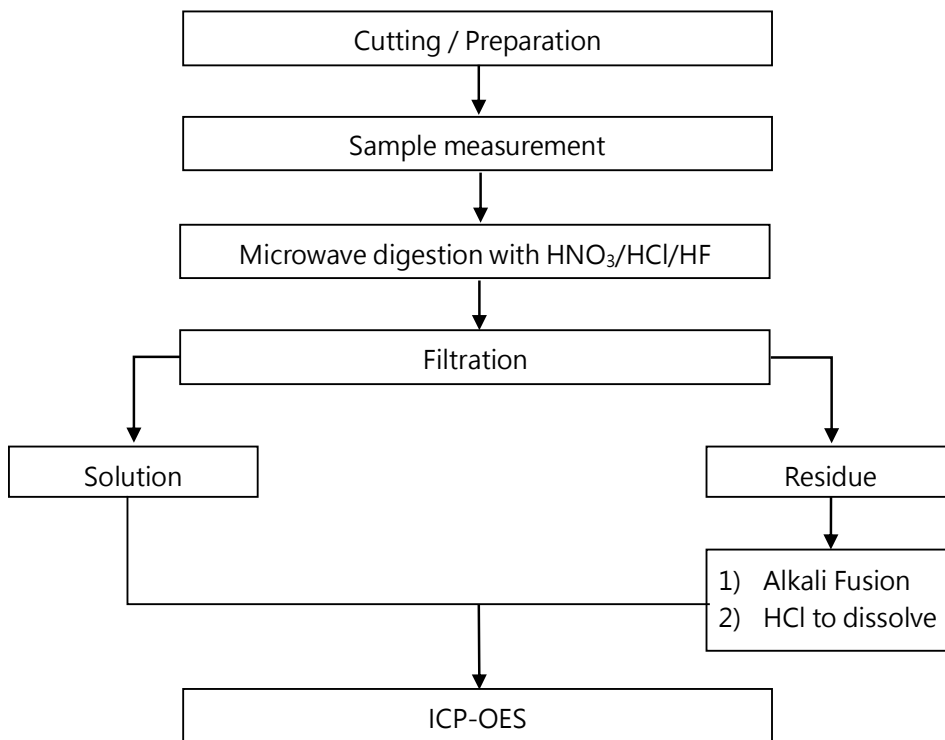 Cutting / Preparation
Sample measurement
Microwave digestion with HNO₃/HCl/HF
Filtration
Solution
Residue
1) Alkali Fusion
2) HCl to dissolve
ICP-OES